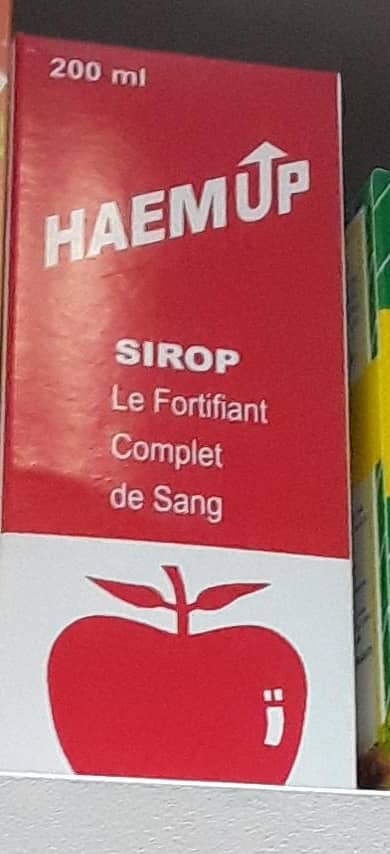 200 ml
HAEMUP
SIROP
Le Fortifiant
Complet
de Sang